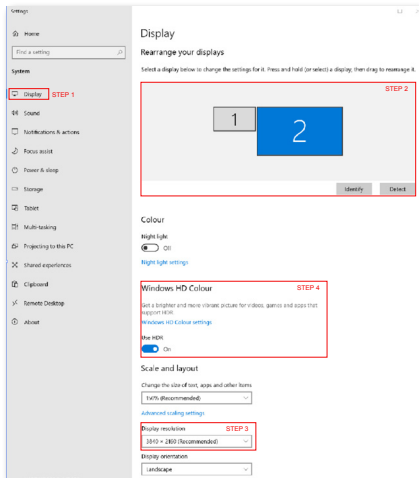 Settings
Home
Find a setting
System
Display STEP 1
Sound
Notifications & actions
Focus assist
Power & sleep
Storage
Tablet
Multi-tasking
Projecting to this PC
Shared experiences
Clipboard
Remote Desktop
About
Display
Rearrange your displays
Select a display below to change the settings for it. Press and hold (or select) a display, then drag to rearrange it.
STEP 2
1
2
Identify Detect
Colour
Night light
Off
Night light settings
Windows HD Colour STEP 4
Get a brighter and more vibrant picture for videos, games and apps that
support HDR.
Windows HD Colour settings
Use HDR
On
Scale and layout
Change the size of text, apps and other items
150% (Recommended)
Advanced scaling settings
Display resolution STEP 3
3840 × 2160 (Recommended)
Display orientation
Landscape